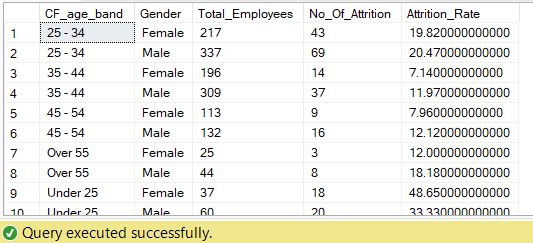 CF_age_band Gender Total_Employees No_Of_Attrition Attrition_Rate
1 25 - 34 Female 217 43 19.820000000000
2 25 - 34 Male 337 69 20.470000000000
3 35 - 44 Female 196 14 7.140000000000
4 35 - 44 Male 309 37 11.970000000000
5 45 - 54 Female 113 9 7.960000000000
6 45 - 54 Male 132 16 12.120000000000
7 Over 55 Female 25 3 12.000000000000
8 Over 55 Male 44 8 18.180000000000
9 Under 25 Female 37 18 48.650000000000
10 Under 25 Male 60 20 33.330000000000
Query executed successfully.